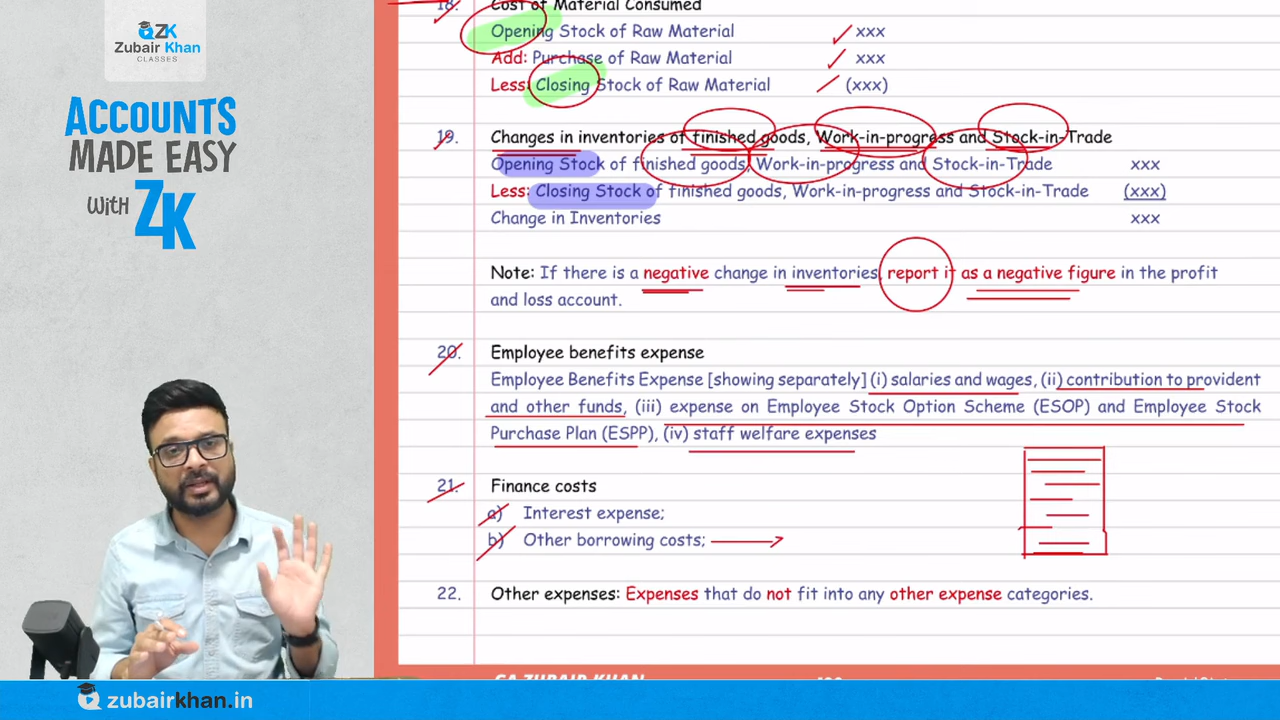 ZK
Zubair Khan
CLASSES
ACCOUNTS
MADE EASY
WITH ZK
18. Cost of Material Consumed
Opening Stock of Raw Material xxx
Add: Purchase of Raw Material xxx
Less: Closing Stock of Raw Material (xxx)
19. Changes in inventories of finished goods, Work-in-progress and Stock-in-Trade
Opening Stock of finished goods, Work-in-progress and Stock-in-Trade xxx
Less: Closing Stock of finished goods, Work-in-progress and Stock-in-Trade (xxx)
Change in Inventories xxx
Note: If there is a negative change in inventories, report it as a negative figure in the profit
and loss account.
20. Employee benefits expense
Employee Benefits Expense [showing separately] (i) salaries and wages, (ii) contribution to provident
and other funds, (iii) expense on Employee Stock Option Scheme (ESOP) and Employee Stock
Purchase Plan (ESPP), (iv) staff welfare expenses
21. Finance costs
a) Interest expense;
b) Other borrowing costs;
22. Other expenses: Expenses that do not fit into any other expense categories.
CA ZUBAIR KHAN
zubairkhan.in